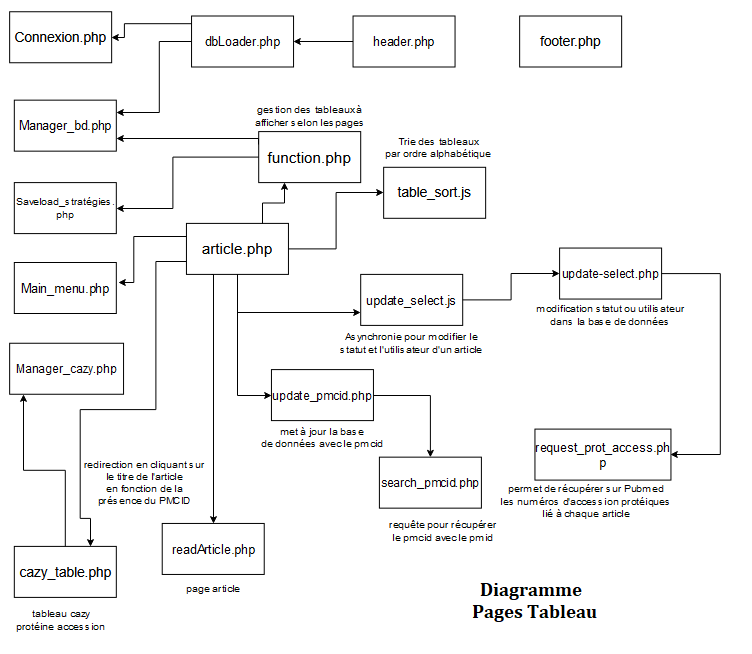 Connexion.php
dbLoader.php
header.php
footer.php
Manager_bd.php
gestion des tableaux à
afficher selon les pages
function.php
Trie des tableaux
par ordre alphabétique
table_sort.js
Saveload_stratégies.
php
article.php
Main_menu.php
update_select.js
Asynchronie pour modifier le
statut et l'utilisateur d'un article
update-select.php
modification statut ou utilisateur
dans la base de données
Manager_cazy.php
update_pmcid.php
met à jour la base
de données avec le pmcid
redirection en cliquant sur
le titre de l'article
en fonction de la
présence du PMCID
search_pmcid.php
requête pour récupérer
le pmcid avec le pmid
request_prot_access.ph
p
permet de récupérer sur Pubmed
les numéros d'accession protéiques
lié à chaque article
cazy_table.php
tableau cazy
protéine accession
readArticle.php
page article
Diagramme
Pages Tableau